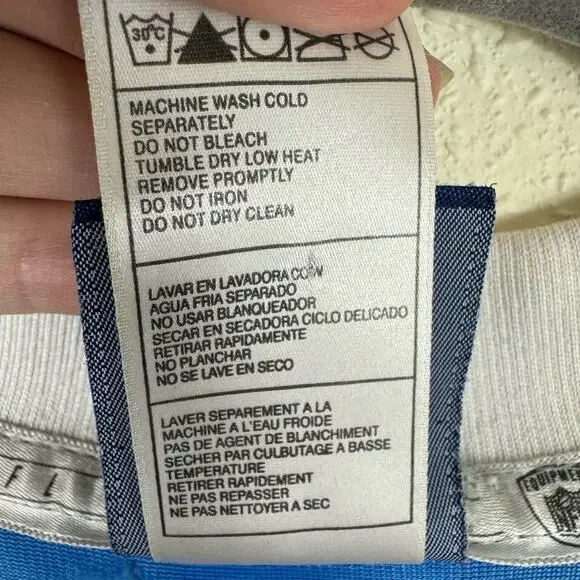 30°C
MACHINE WASH COLD
SEPARATELY
DO NOT BLEACH
TUMBLE DRY LOW HEAT
REMOVE PROMPTLY
DO NOT IRON
DO NOT DRY CLEAN
LAVAR EN LAVADORA CON
AGUA FRIA SEPARADO
NO USAR BLANQUEADOR
SECAR EN SECADORA CICLO DELICADO
RETIRAR RAPIDAMENTE
NO PLANCHAR
NO SE LAVE EN SECO
LAVER SEPAREMENT A LA
MACHINE A L'EAU FROIDE
PAS DE AGENT DE BLANCHIMENT
SECHER PAR CULBUTAGE A BASSE
TEMPERATURE
RETIRER RAPIDEMENT
NE PAS REPASSER
NE PAS NETTOYER A SEC
F L
EQUIPMENT
NFL